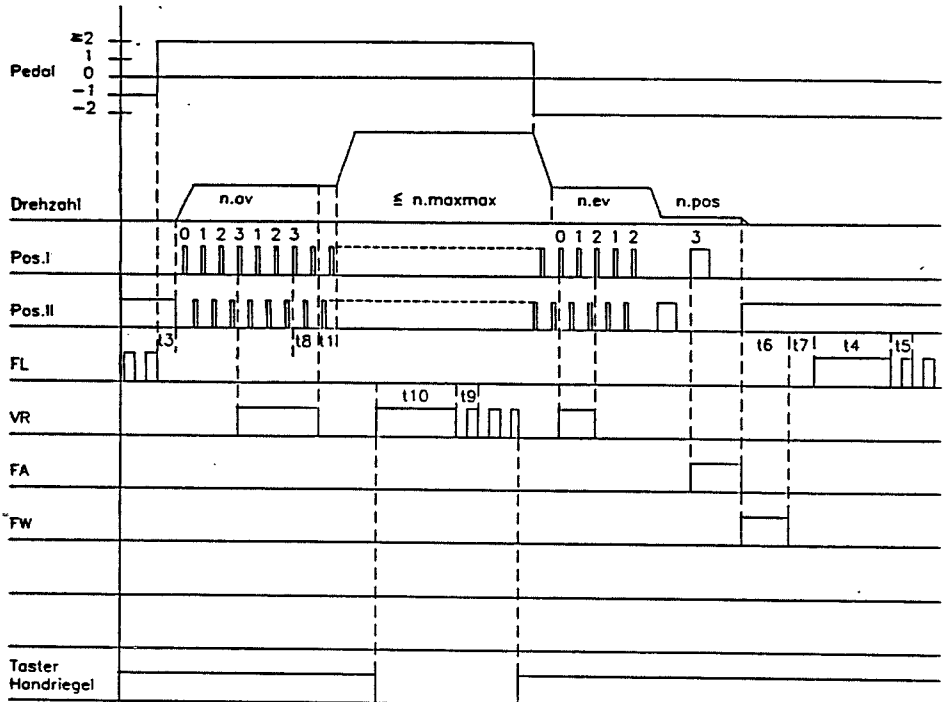 ≥2
1
Pedal
0
-1
-2
n.av
≦ n.maxmax
n.ev
n.pos
Drehzahl
0 1 2 3 1 2 3
0 1 2 1 2
3
Pos.I
Pos.II
t3
t8
t1
t6
t7
t4
t5
FL
t10
t9
VR
FA
FW
Taster
Handriegel